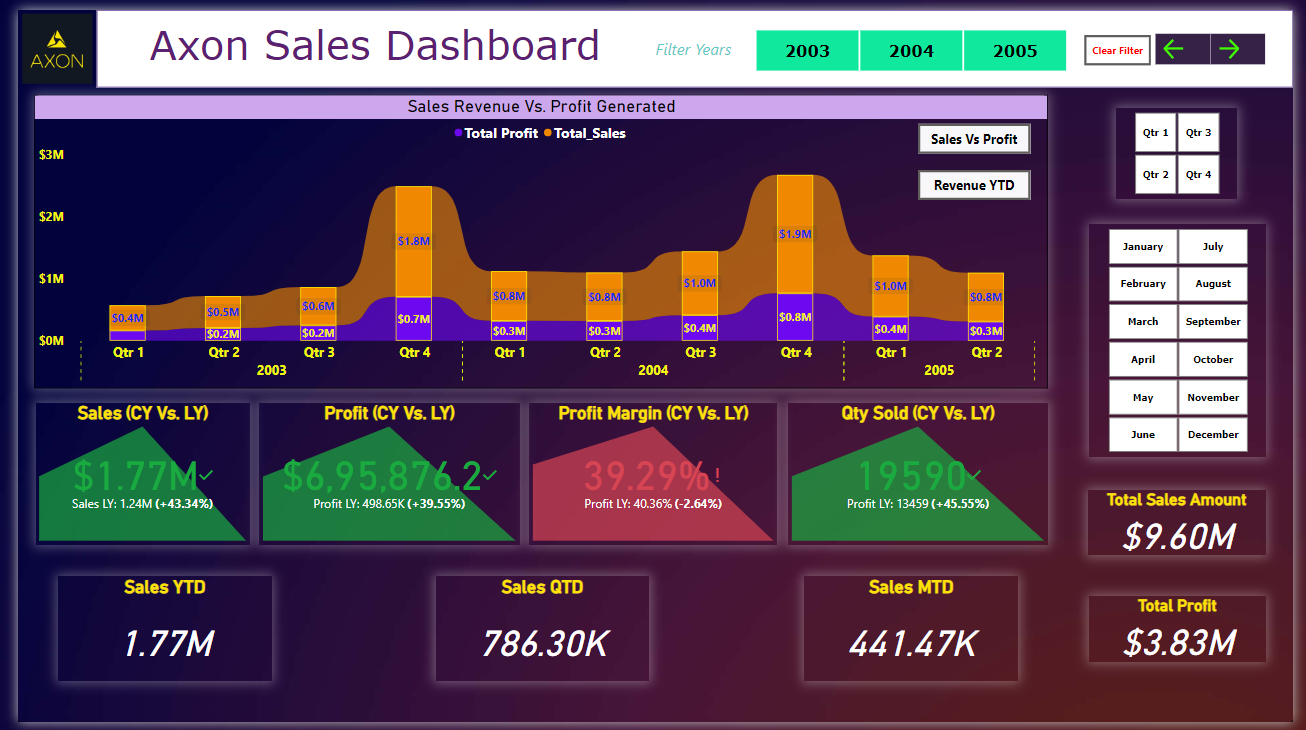 AXON
Axon Sales Dashboard
Filter Years
2003 2004 2005
Clear Filter
Sales Revenue Vs. Profit Generated
Total Profit Total_Sales
Sales Vs Profit
Revenue YTD
$3M
$2M
$1M
$0M
$0.4M $0.5M $0.6M $1.8M $0.8M $0.8M $1.0M $1.9M $1.0M $0.8M
$0.2M $0.2M $0.7M $0.3M $0.3M $0.4M $0.8M $0.4M $0.3M
Qtr 1 Qtr 2 Qtr 3 Qtr 4 Qtr 1 Qtr 2 Qtr 3 Qtr 4 Qtr 1 Qtr 2
2003 2004 2005
Qtr 1 Qtr 3
Qtr 2 Qtr 4
January July
February August
March September
April October
May November
June December
Sales (CY Vs. LY)
$1.77M
Sales LY: 1.24M (+43.34%)
Profit (CY Vs. LY)
$6,95,876.2
Profit LY: 498.65K (+39.55%)
Profit Margin (CY Vs. LY)
39.29%!
Profit LY: 40.36% (-2.64%)
Qty Sold (CY Vs. LY)
19590
Profit LY: 13459 (+45.55%)
Total Sales Amount
$9.60M
Total Profit
$3.83M
Sales YTD
1.77M
Sales QTD
786.30K
Sales MTD
441.47K